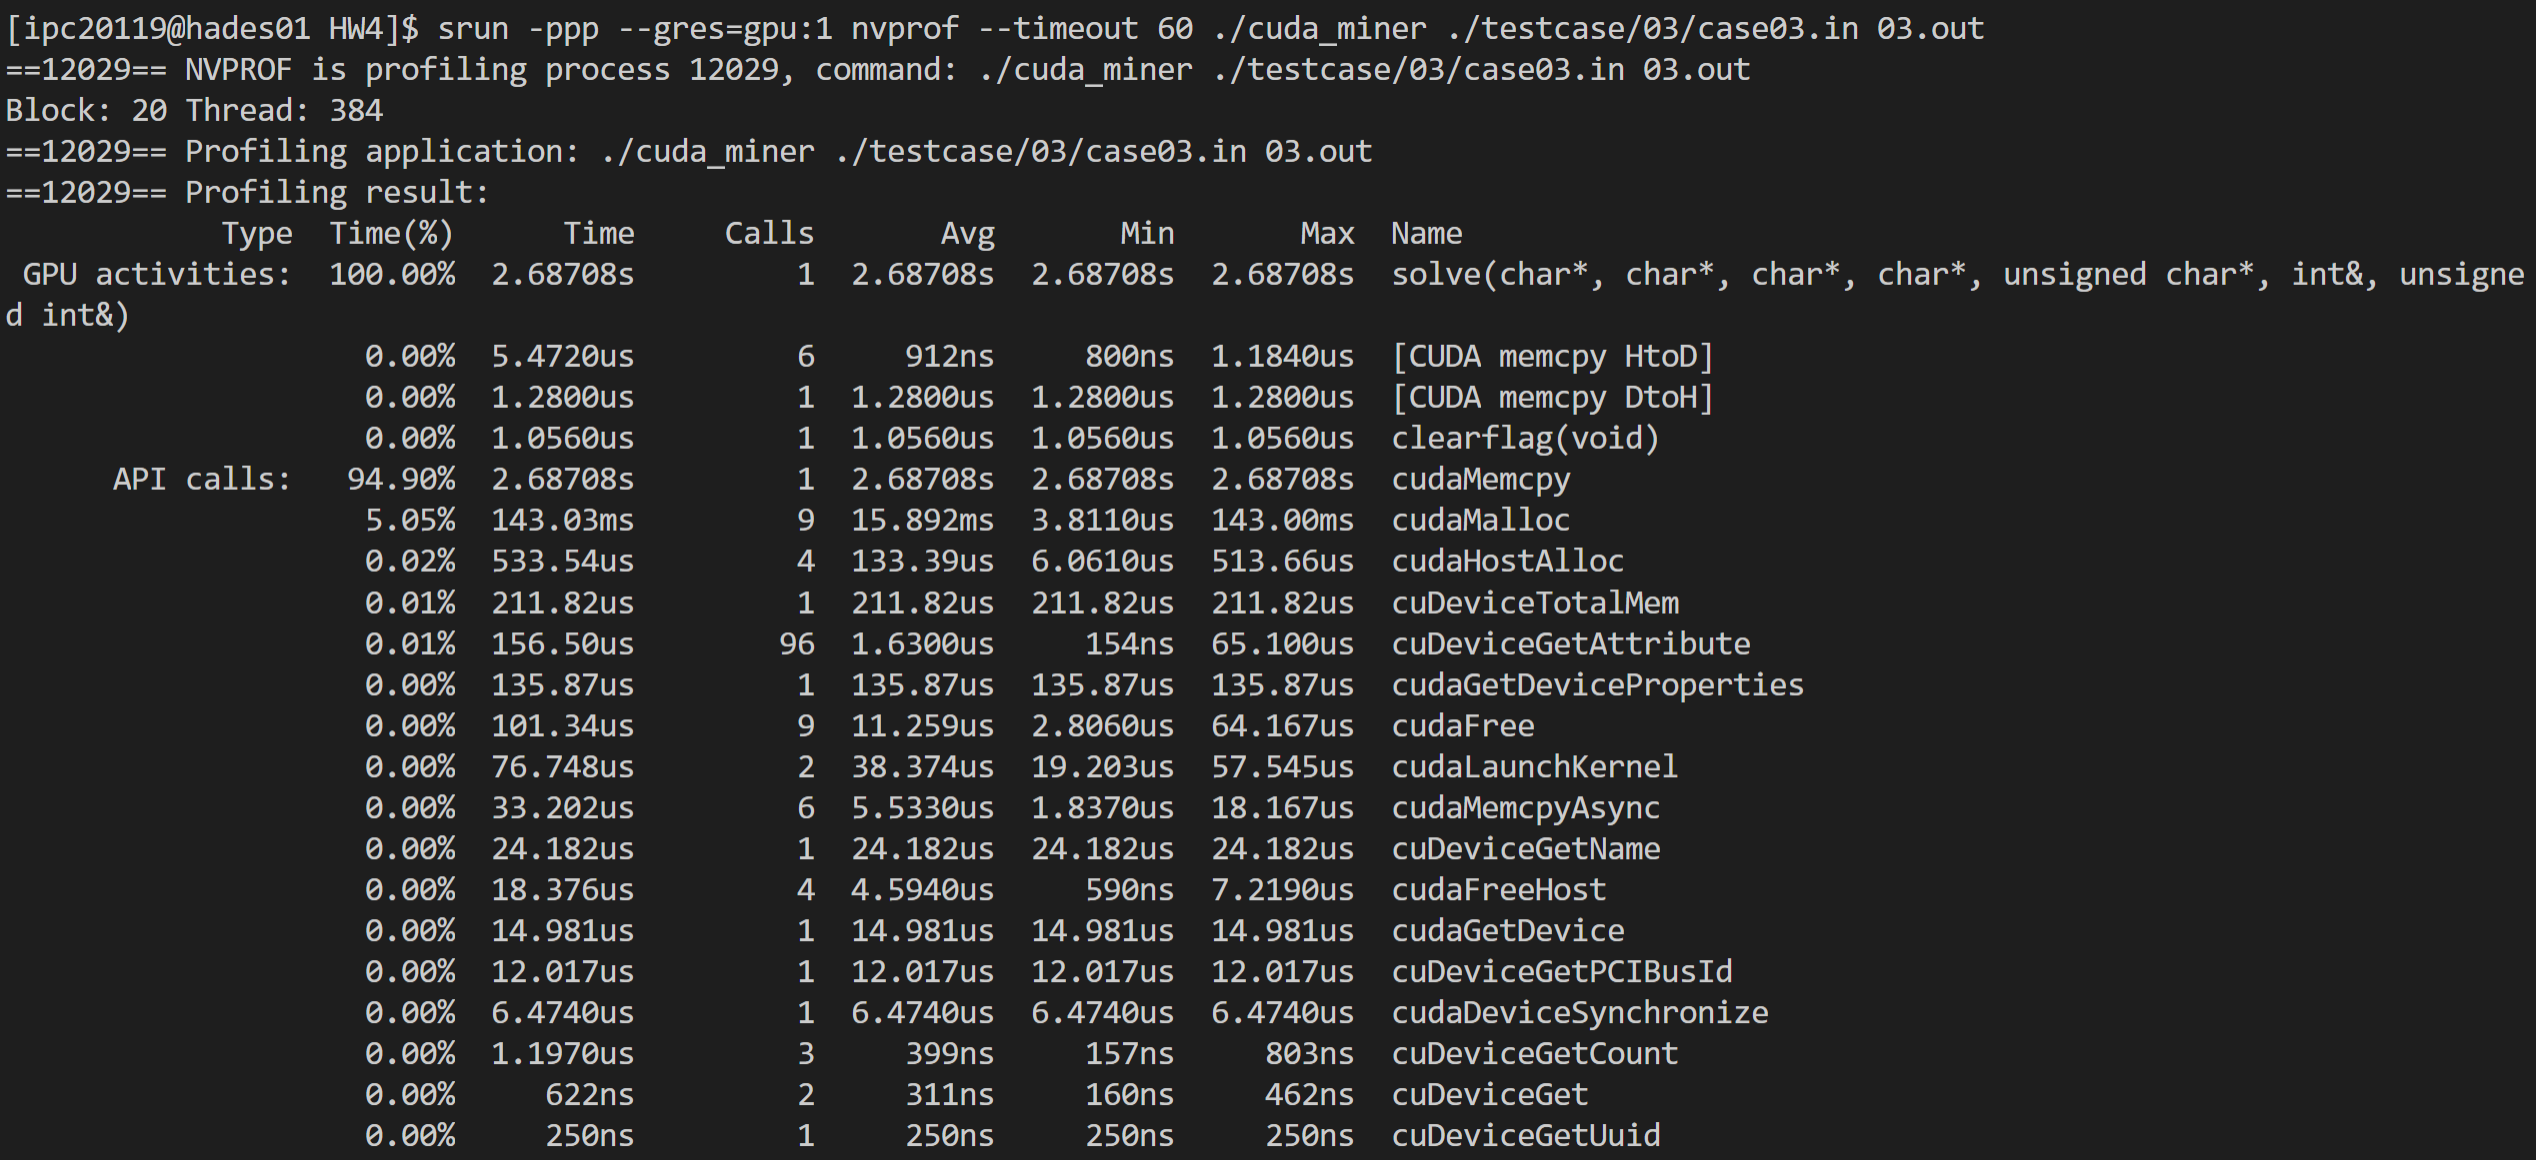 [ipc20119@hades01 HW4]$ srun -ppp --gres=gpu:1 nvprof --timeout 60 ./cuda_miner ./testcase/03/case03.in 03.out
==12029== NVPROF is profiling process 12029, command: ./cuda_miner ./testcase/03/case03.in 03.out
Block: 20 Thread: 384
==12029== Profiling application: ./cuda_miner ./testcase/03/case03.in 03.out
==12029== Profiling result:
            Type  Time(%)      Time     Calls       Avg       Min       Max  Name
 GPU activities:  100.00%  2.68708s         1  2.68708s  2.68708s  2.68708s  solve(char*, char*, char*, char*, unsigned char*, int&, unsigne
d int&)
                    0.00%  5.4720us         6     912ns     800ns  1.1840us  [CUDA memcpy HtoD]
                    0.00%  1.2800us         1  1.2800us  1.2800us  1.2800us  [CUDA memcpy DtoH]
                    0.00%  1.0560us         1  1.0560us  1.0560us  1.0560us  clearflag(void)
      API calls:   94.90%  2.68708s         1  2.68708s  2.68708s  2.68708s  cudaMemcpy
                    5.05%  143.03ms         9  15.892ms  3.8110us  143.00ms  cudaMalloc
                    0.02%  533.54us         4  133.39us  6.0610us  513.66us  cudaHostAlloc
                    0.01%  211.82us         1  211.82us  211.82us  211.82us  cuDeviceTotalMem
                    0.01%  156.50us        96  1.6300us     154ns  65.100us  cuDeviceGetAttribute
                    0.00%  135.87us         1  135.87us  135.87us  135.87us  cudaGetDeviceProperties
                    0.00%  101.34us         9  11.259us  2.8060us  64.167us  cudaFree
                    0.00%  76.748us         2  38.374us  19.203us  57.545us  cudaLaunchKernel
                    0.00%  33.202us         6  5.5330us  1.8370us  18.167us  cudaMemcpyAsync
                    0.00%  24.182us         1  24.182us  24.182us  24.182us  cuDeviceGetName
                    0.00%  18.376us         4  4.5940us     590ns  7.2190us  cudaFreeHost
                    0.00%  14.981us         1  14.981us  14.981us  14.981us  cudaGetDevice
                    0.00%  12.017us         1  12.017us  12.017us  12.017us  cuDeviceGetPCIBusId
                    0.00%  6.4740us         1  6.4740us  6.4740us  6.4740us  cudaDeviceSynchronize
                    0.00%  1.1970us         3     399ns     157ns     803ns  cuDeviceGetCount
                    0.00%     622ns         2     311ns     160ns     462ns  cuDeviceGet
                    0.00%     250ns         1     250ns     250ns     250ns  cuDeviceGetUuid